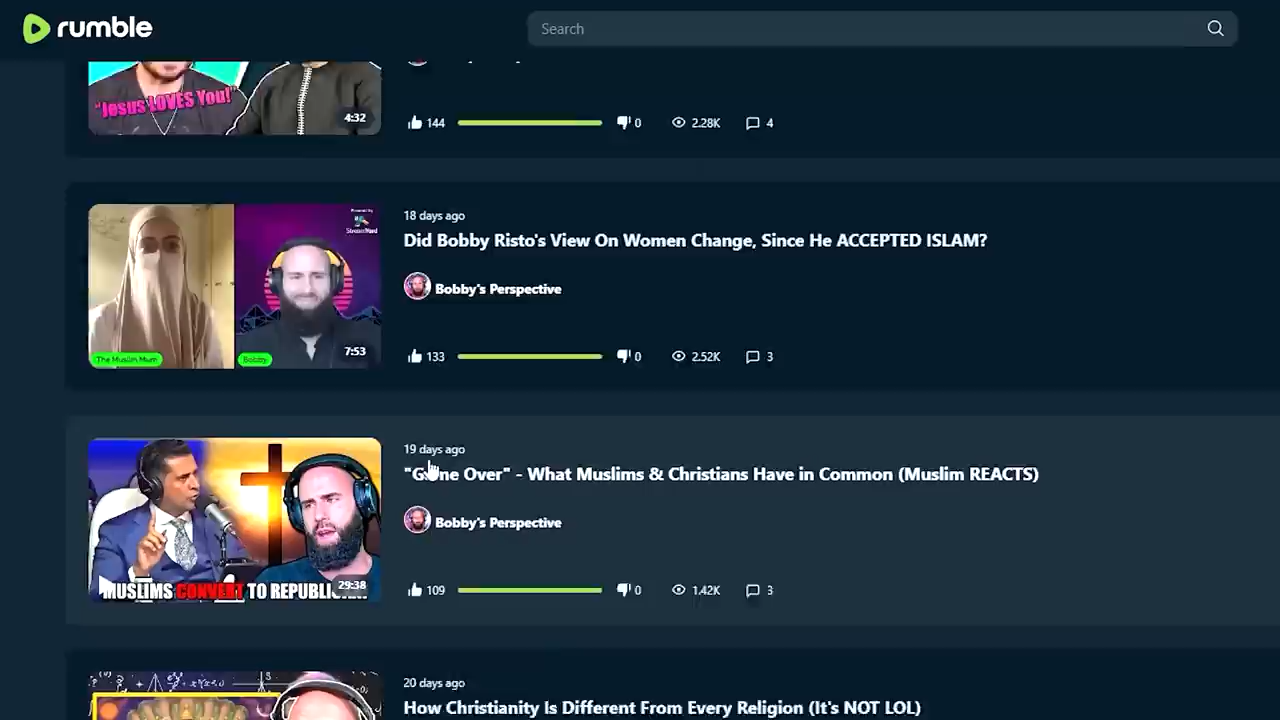 rumble
Search
"Jesus LOVES You!"
4:32
144
0
2.28K
4
18 days ago
Did Bobby Risto's View On Women Change, Since He ACCEPTED ISLAM?
Bobby's Perspective
Powered by
StreamYard
The Muslim Mum
Bobby
7:53
133
0
2.52K
3
19 days ago
"Gone Over" - What Muslims & Christians Have in Common (Muslim REACTS)
Bobby's Perspective
MUSLIMS CONVERT TO
29:38
109
0
1.42K
3
20 days ago
How Christianity Is Different From Every Religion (It's NOT LOL)